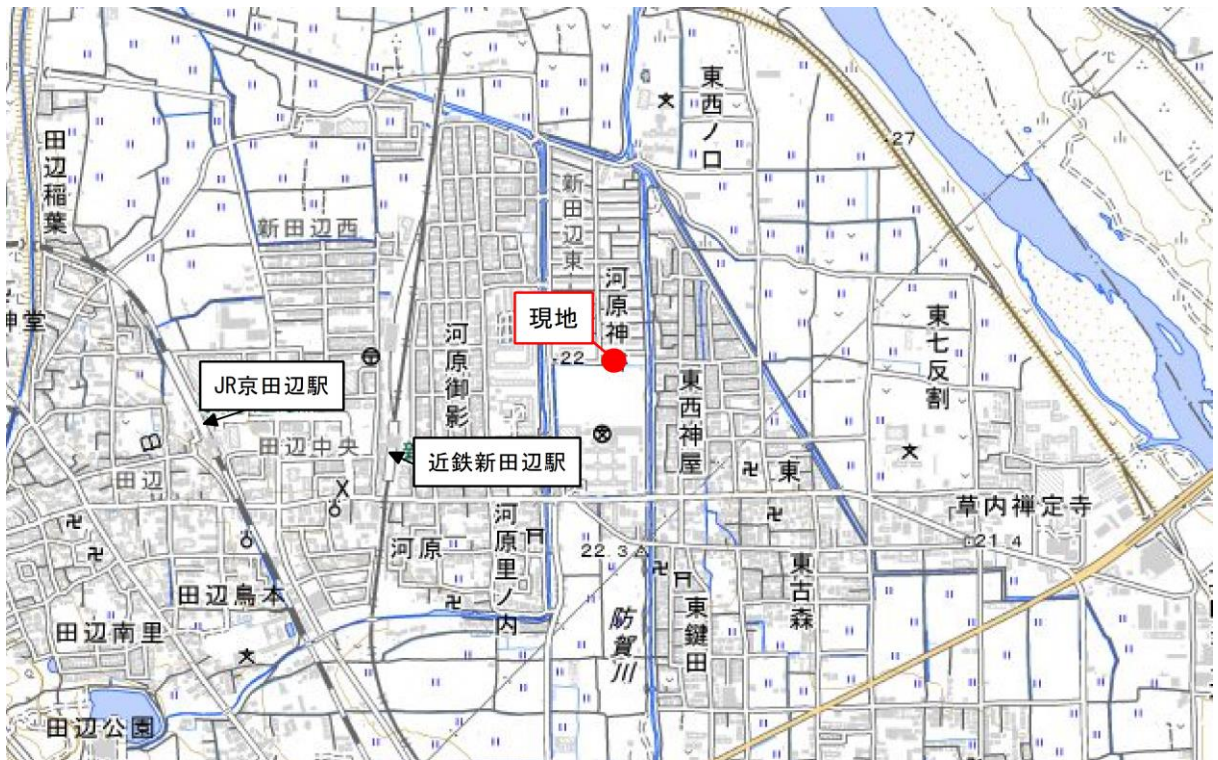 東西ノ口
27
田辺稲葉
新田辺西
新田辺東
河原神
現地
22
神堂
河原御影
東七反割
JR京田辺駅
東西神屋
田辺中央
近鉄新田辺駅
田辺
東
草内禅定寺
河原
河原里ノ内
22.3
21.4
田辺鳥本
東古森
防賀川
東鍵田
田辺南里
田辺公園